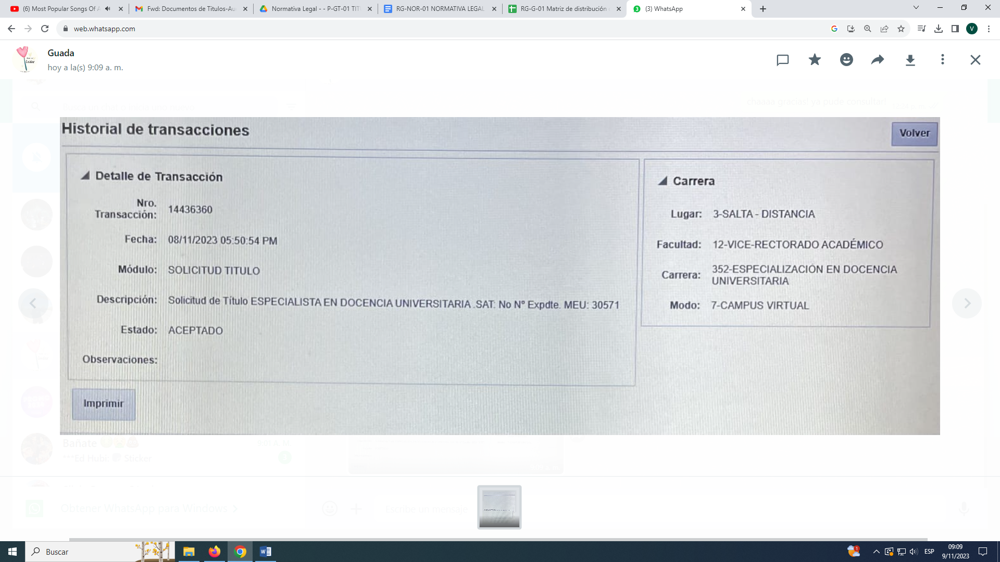 (6) Most Popular Songs Of A
Fwd: Documentos de Titulos-Au
Normativa Legal - - P-GT-01 TIT
RG-NOR-01 NORMATIVA LEGAL
RG-G-01 Matriz de distribución
(3) WhatsApp
web.whatsapp.com
V
Guada
hoy a la(s) 9:09 a. m.
chaaaa gracias! ya pude consultar!
Historial de transacciones
Volver
Detalle de Transacción
Nro. Transacción: 14436360
Fecha: 08/11/2023 05:50:54 PM
Módulo: SOLICITUD TITULO
Descripción: Solicitud de Título ESPECIALISTA EN DOCENCIA UNIVERSITARIA .SAT: No Nº Expdte. MEU: 30571
Estado: ACEPTADO
Observaciones:
Imprimir
Carrera
Lugar: 3-SALTA - DISTANCIA
Facultad: 12-VICE-RECTORADO ACADÉMICO
Carrera: 352-ESPECIALIZACIÓN EN DOCENCIA
UNIVERSITARIA
Modo: 7-CAMPUS VIRTUAL
Bañate
***Ed Hubi: Sticker
Obtener WhatsApp para Windows
Escribe un mensaje
Buscar
1
ESP
09:09
9/11/2023